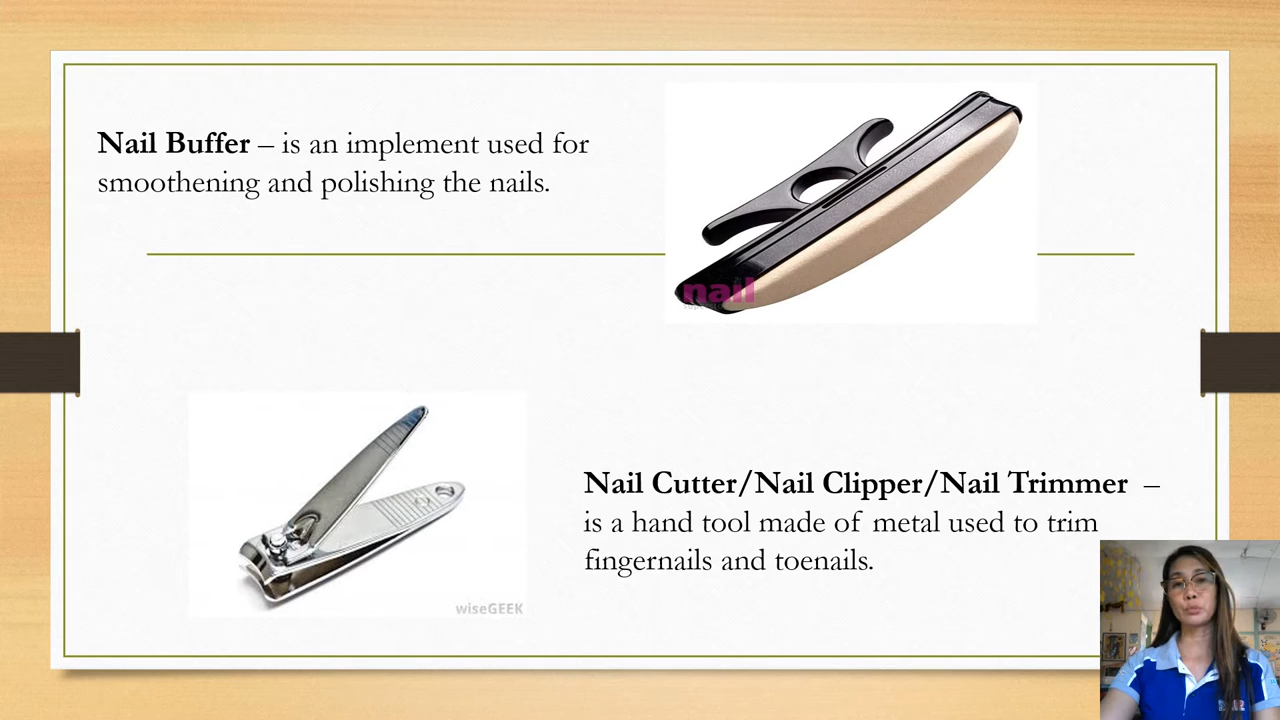 Nail Buffer – is an implement used for
smoothening and polishing the nails.
nail
Nail Cutter/Nail Clipper/Nail Trimmer –
is a hand tool made of metal used to trim
fingernails and toenails.
wiseGEEK